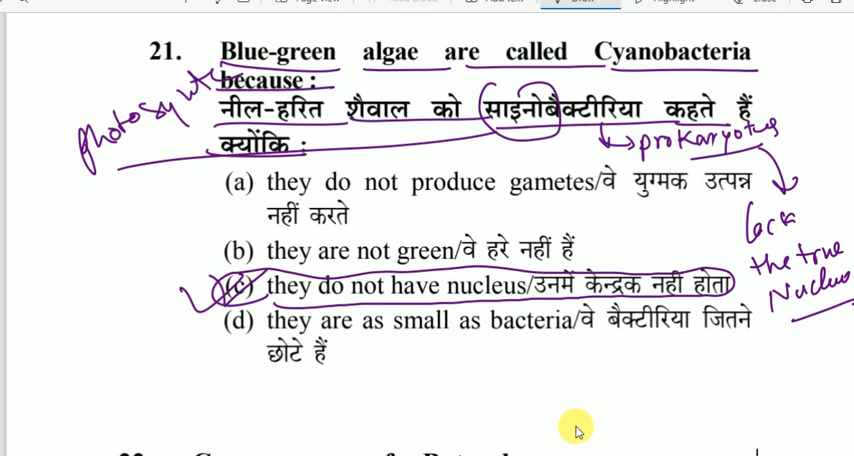 21. Blue-green algae are called Cyanobacteria
because :
photosynth
नील-हरित शैवाल को साइनोबैक्टीरिया कहते हैं
क्योंकि :
prokaryotes
(a) they do not produce gametes/वे युग्मक उत्पन्न
नहीं करते
lack
the true
Nucleus
(b) they are not green/वे हरे नहीं हैं
(c) they do not have nucleus/उनमें केन्द्रक नही होता
(d) they are as small as bacteria/वे बैक्टीरिया जितने
छोटे हैं